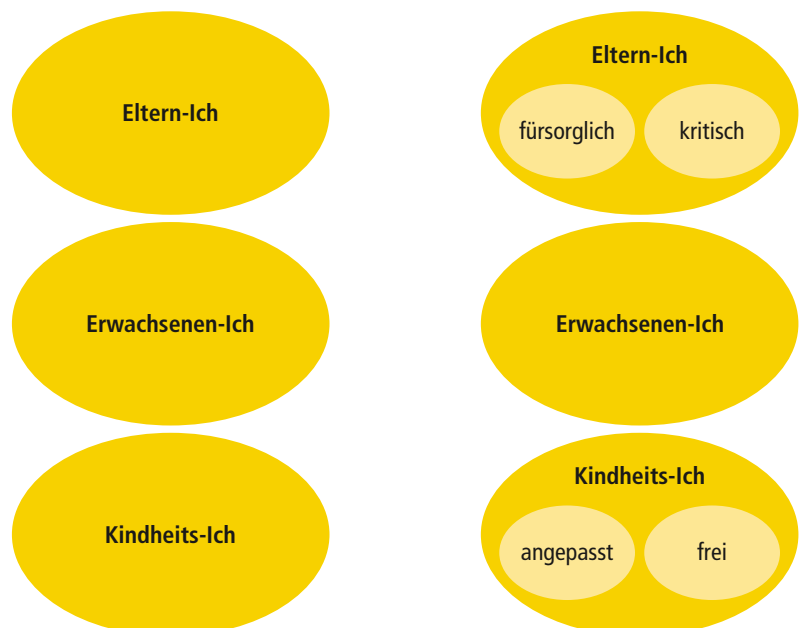 Eltern-Ich
Erwachsenen-Ich
Kindheits-Ich
Eltern-Ich
fürsorglich
kritisch
Erwachsenen-Ich
Kindheits-Ich
angepasst
frei